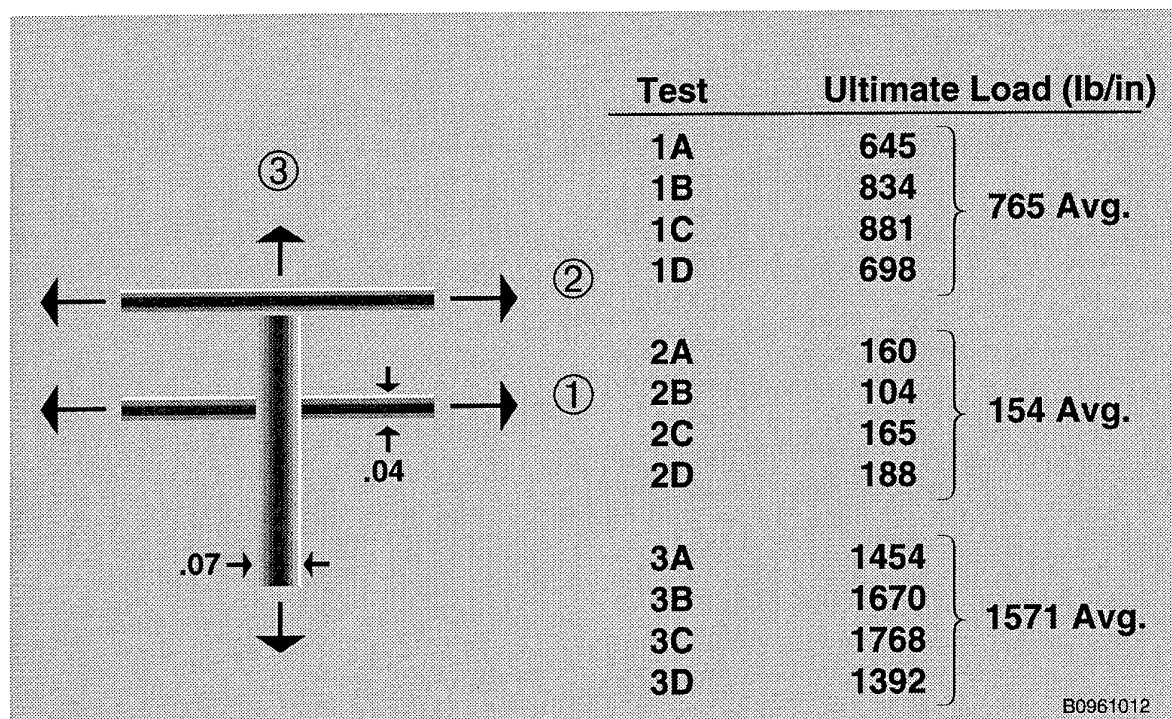 Test Ultimate Load (lb/in)
1A 645
1B 834
1C 881
1D 698
765 Avg.
2A 160
2B 104
2C 165
2D 188
154 Avg.
3A 1454
3B 1670
3C 1768
3D 1392
1571 Avg.
③
②
①
.04
.07
B0961012